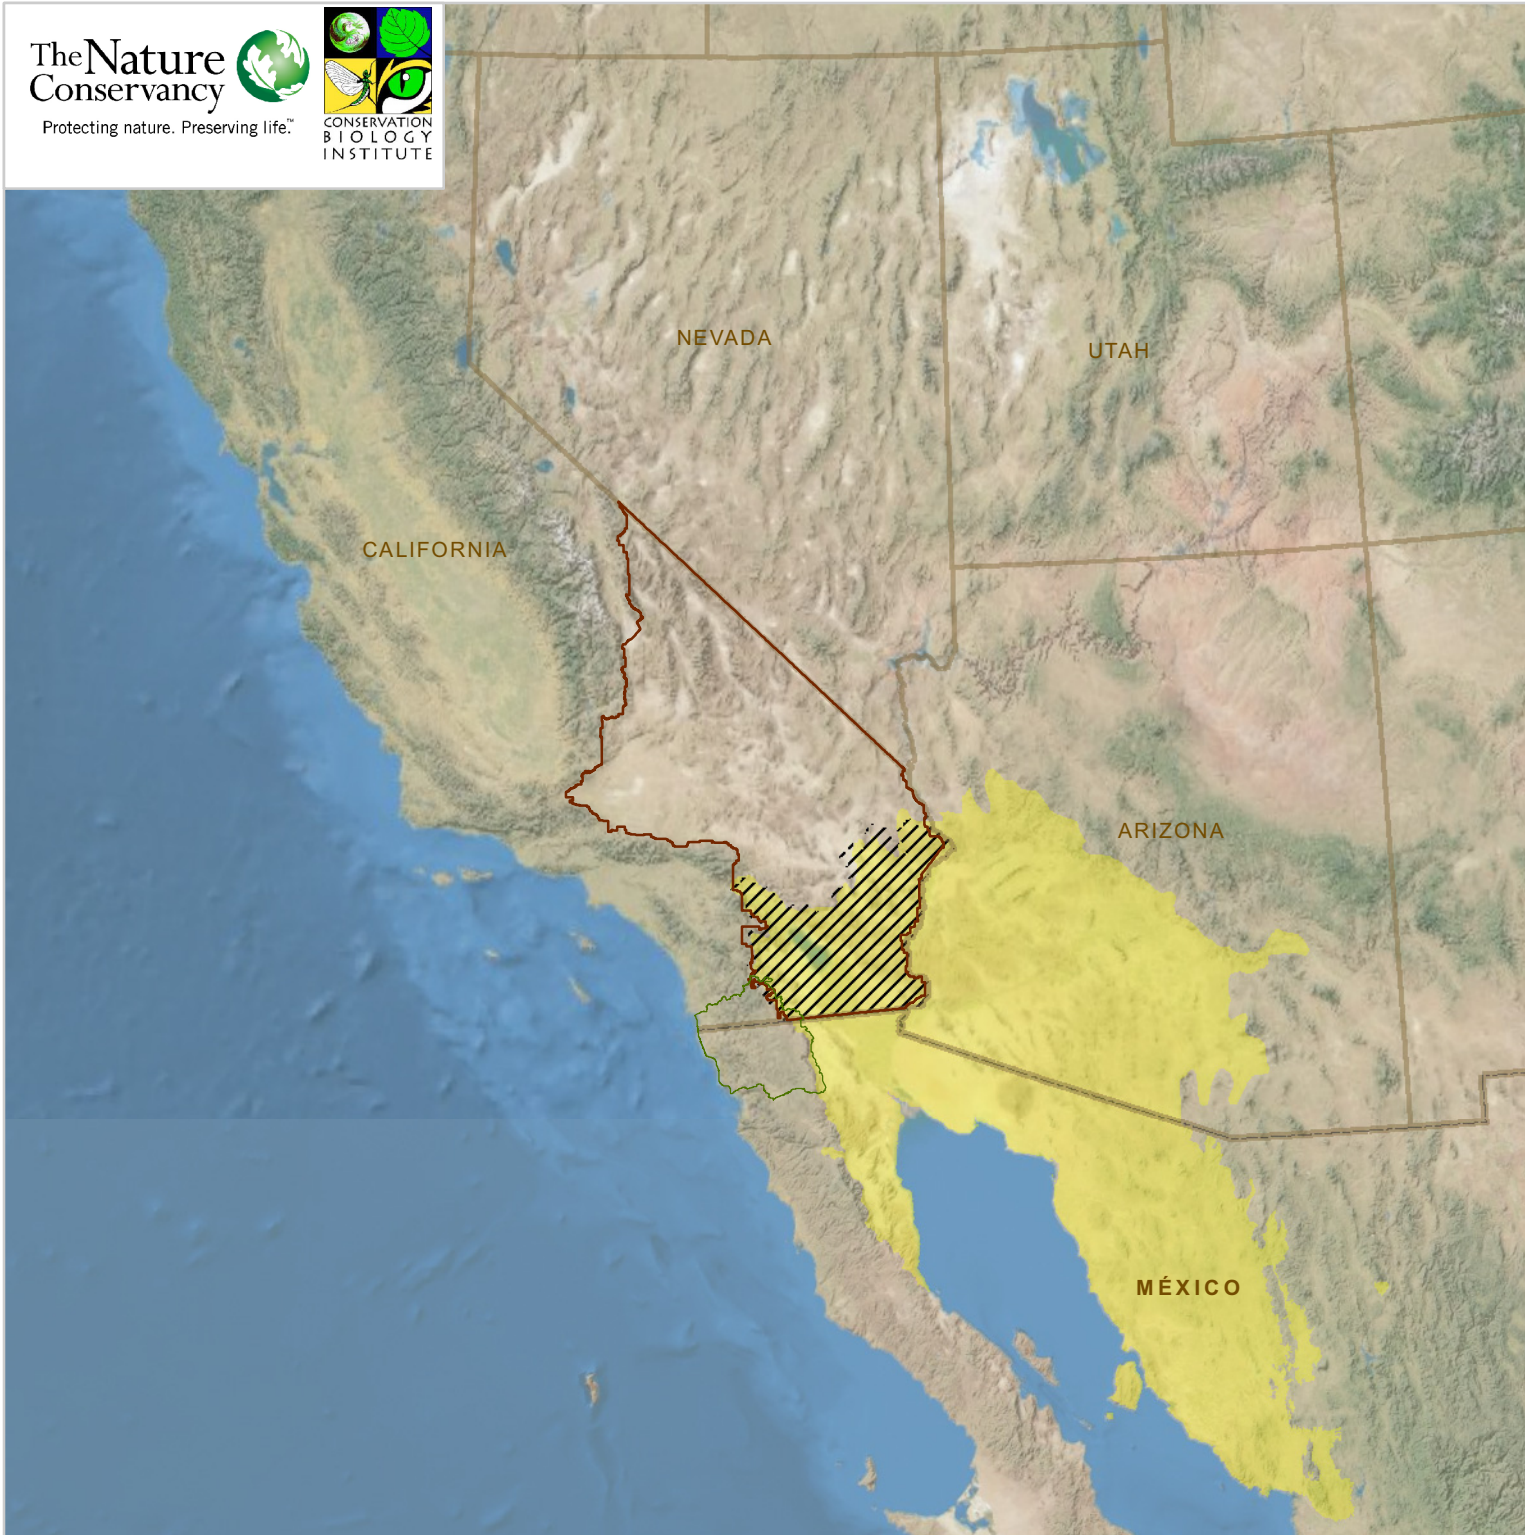 The Nature
Conservancy
Protecting nature. Preserving life.™
CONSERVATION
BIOLOGY
INSTITUTE
NEVADA
UTAH
CALIFORNIA
ARIZONA
MÉXICO